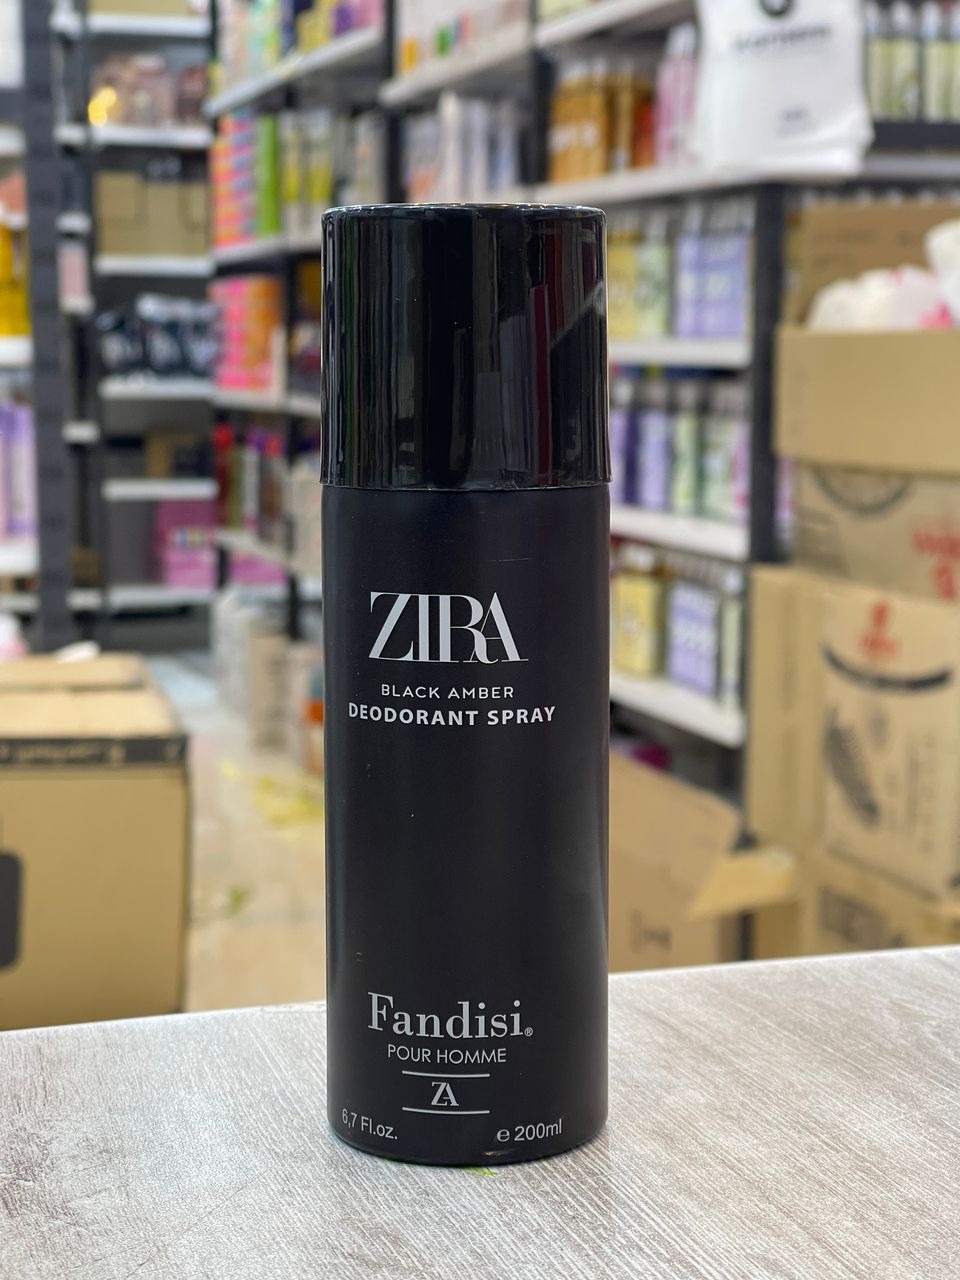 ZIRA
BLACK AMBER
DEODORANT SPRAY
Fandisi®
POUR HOMME
ZA
6,7 Fl.oz.
℮ 200ml